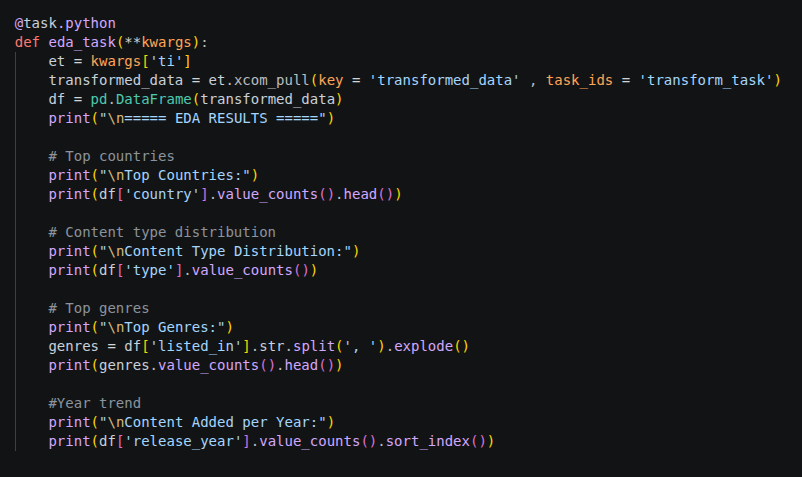 @task.python
def eda_task(**kwargs):
    et = kwargs['ti']
    transformed_data = et.xcom_pull(key = 'transformed_data' , task_ids = 'transform_task')
    df = pd.DataFrame(transformed_data)
    print("\n===== EDA RESULTS =====")

    # Top countries
    print("\nTop Countries:")
    print(df['country'].value_counts().head())

    # Content type distribution
    print("\nContent Type Distribution:")
    print(df['type'].value_counts())

    # Top genres
    print("\nTop Genres:")
    genres = df['listed_in'].str.split(', ').explode()
    print(genres.value_counts().head())

    #Year trend
    print("\nContent Added per Year:")
    print(df['release_year'].value_counts().sort_index())